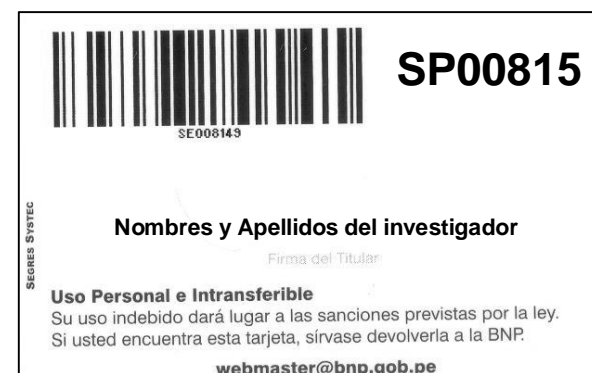 SP00815
SE008149
SEGRES SYSTEC
Nombres y Apellidos del investigador
Firma del Titular
Uso Personal e Intransferible
Su uso indebido dará lugar a las sanciones previstas por la ley.
Si usted encuentra esta tarjeta, sírvase devolverla a la BNP.
webmaster@bnp.gob.pe